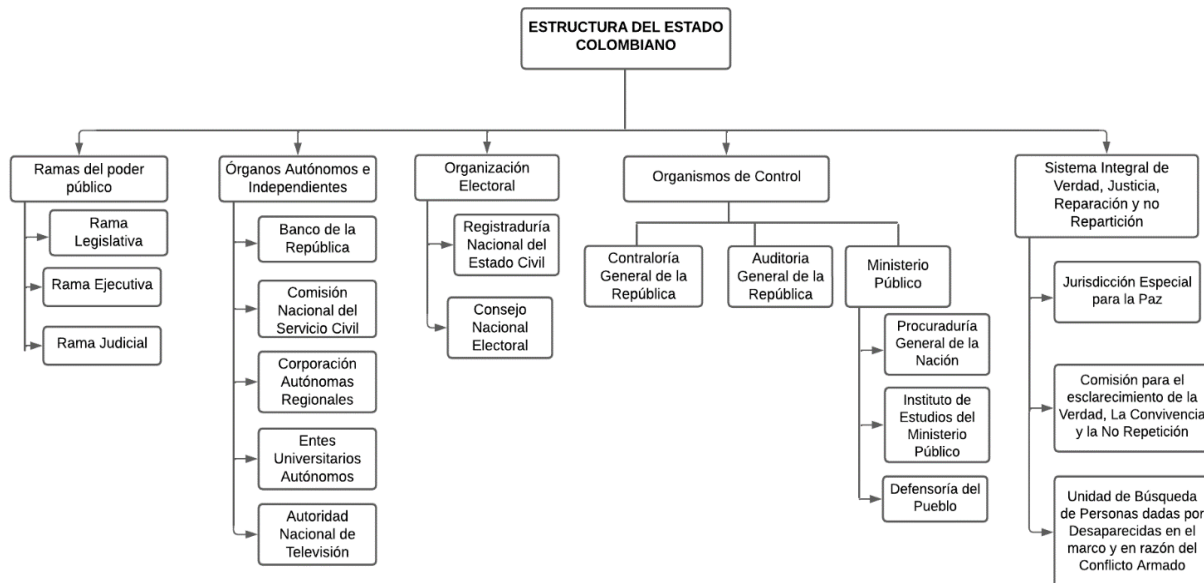 ESTRUCTURA DEL ESTADO
COLOMBIANO
Ramas del poder
público
Rama
Legislativa
Rama Ejecutiva
Rama Judicial
Órganos Autónomos e
Independientes
Banco de la
República
Comisión
Nacional del
Servicio Civil
Corporación
Autónomas
Regionales
Entes
Universitarios
Autónomos
Autoridad
Nacional de
Televisión
Organización
Electoral
Registraduría
Nacional del
Estado Civil
Consejo
Nacional
Electoral
Organismos de Control
Contraloría
General de la
República
Auditoria
General de la
República
Ministerio
Público
Procuraduría
General de la
Nación
Instituto de
Estudios del
Ministerio
Público
Defensoría del
Pueblo
Sistema Integral de
Verdad, Justicia,
Reparación y no
Repartición
Jurisdicción Especial
para la Paz
Comisión para el
esclarecimiento de la
Verdad, La Convivencia
y la No Repetición
Unidad de Búsqueda
de Personas dadas por
Desaparecidas en el
marco y en razón del
Conflicto Armado